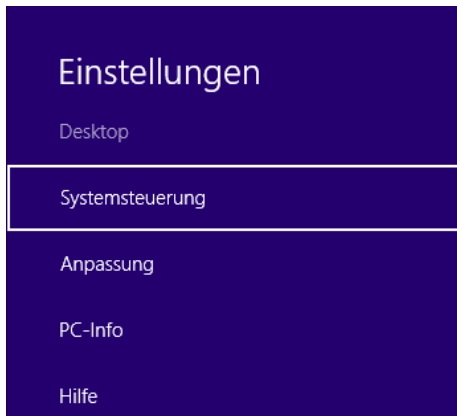 Einstellungen
Desktop
Systemsteuerung
Anpassung
PC-Info
Hilfe